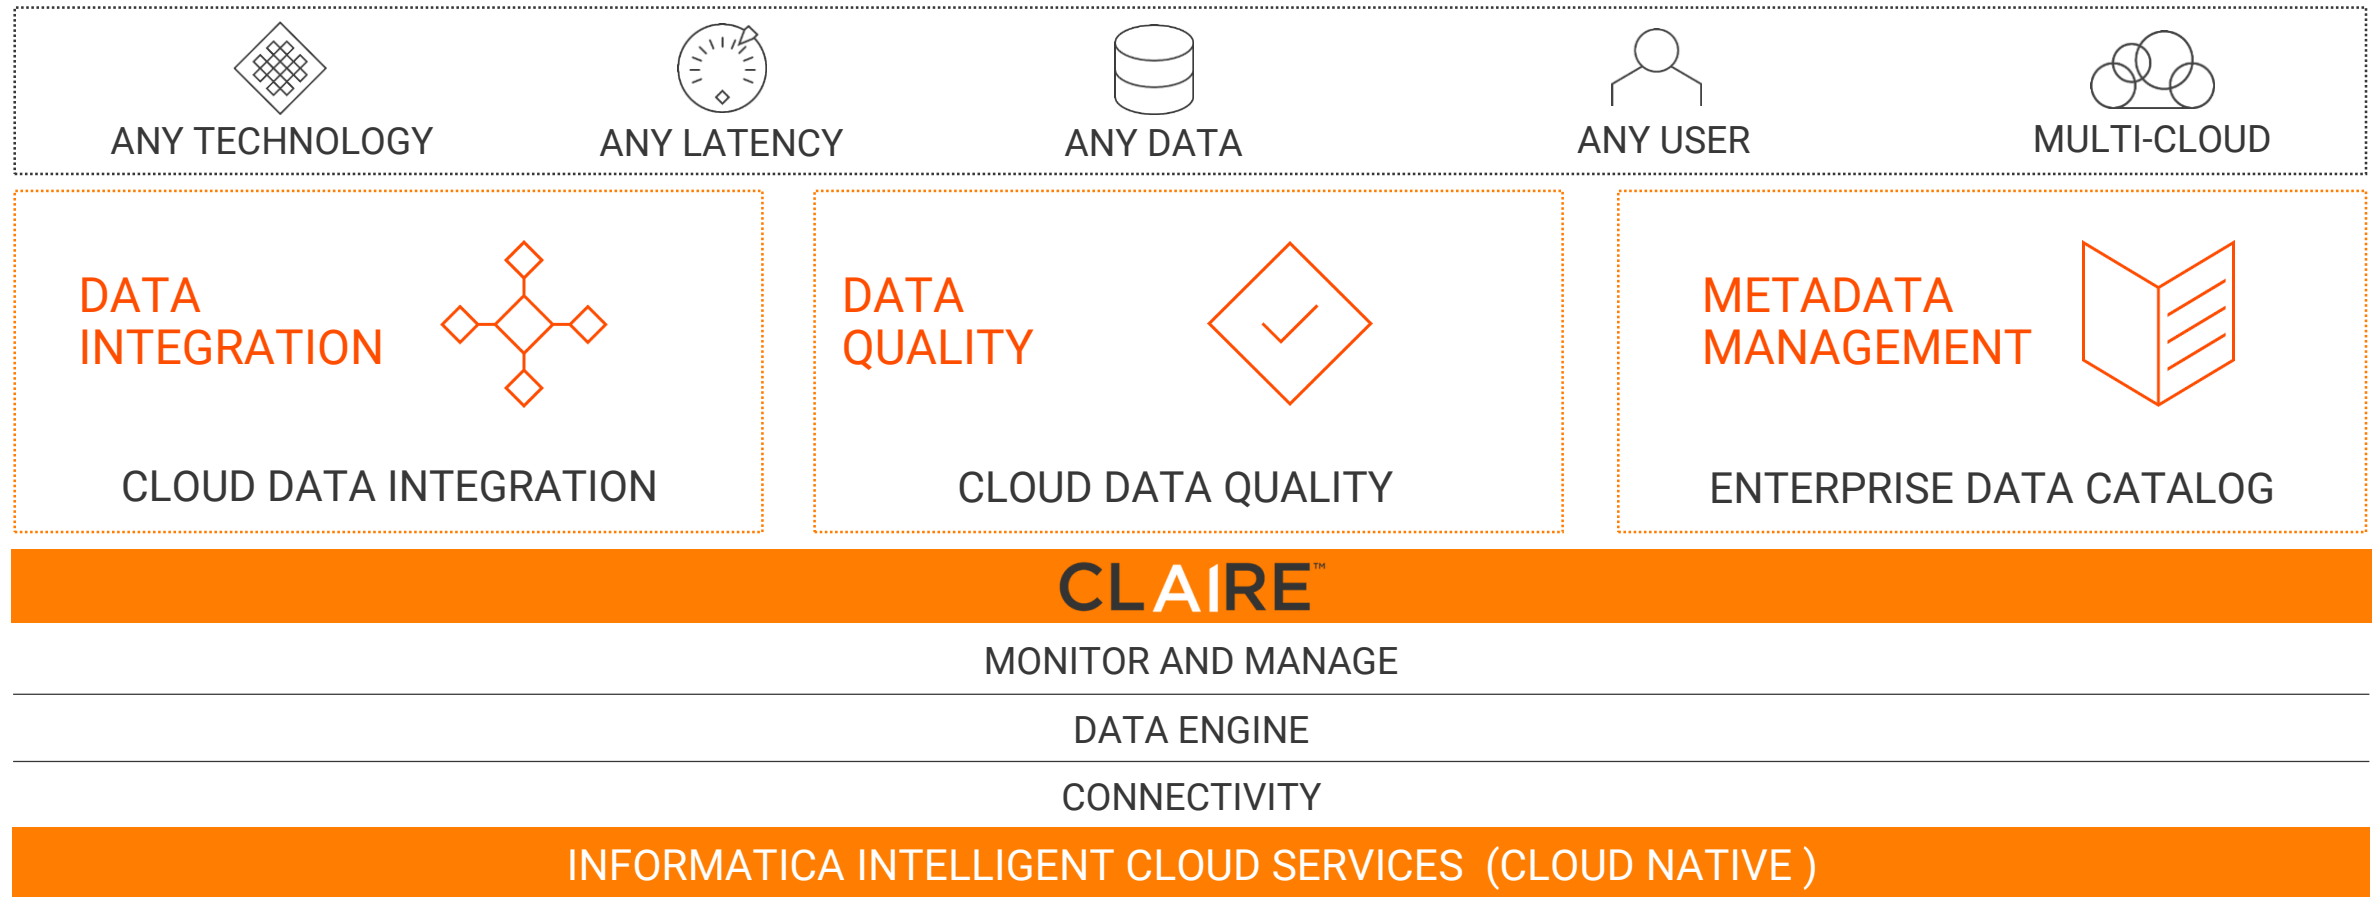 ANY TECHNOLOGY
ANY LATENCY
ANY DATA
ANY USER
MULTI-CLOUD
DATA
INTEGRATION
CLOUD DATA INTEGRATION
DATA
QUALITY
CLOUD DATA QUALITY
METADATA
MANAGEMENT
ENTERPRISE DATA CATALOG
CLAIRE™
MONITOR AND MANAGE
DATA ENGINE
CONNECTIVITY
INFORMATICA INTELLIGENT CLOUD SERVICES (CLOUD NATIVE )